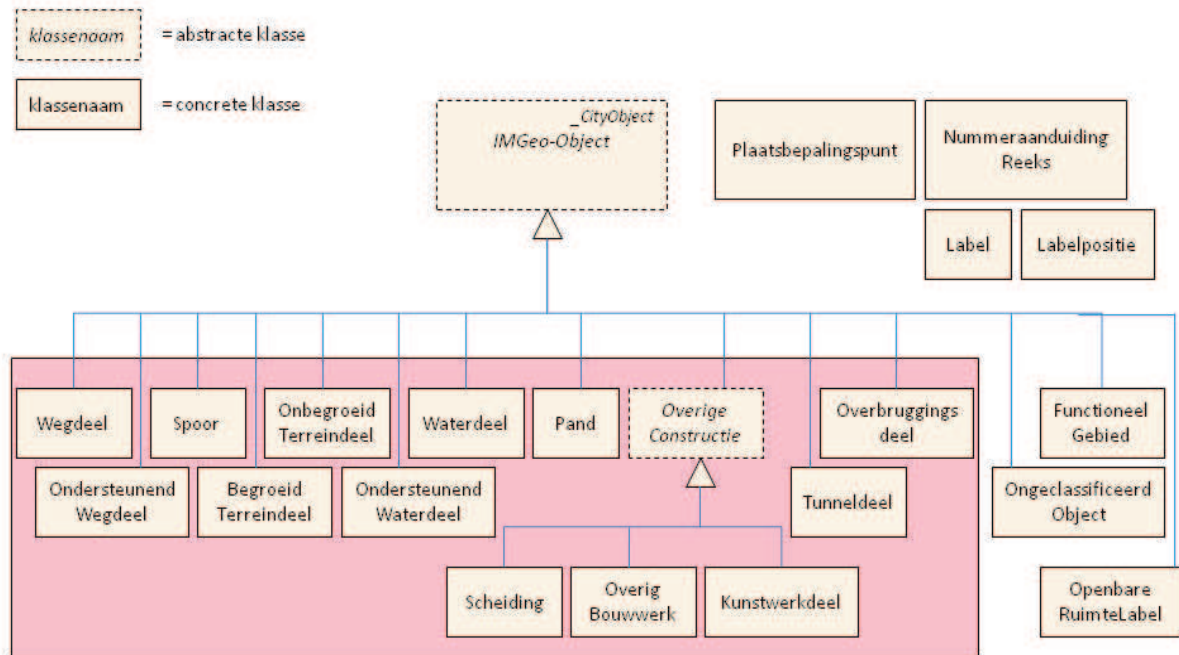 klassenaam
= abstracte klasse
klassenaam
= concrete klasse
_CityObject
IMGeo-Object
Plaatsbepalingspunt
Nummeraanduiding
Reeks
Label
Labelpositie
Wegdeel
Spoor
Onbegroeid
Terreindeel
Waterdeel
Pand
Overige
Constructie
Overbruggings
deel
Functioneel
Gebied
Ondersteunend
Wegdeel
Begroeid
Terreindeel
Ondersteunend
Waterdeel
Tunneldeel
Ongeclassificeerd
Object
Scheiding
Overig
Bouwwerk
Kunstwerkdeel
Openbare
RuimteLabel